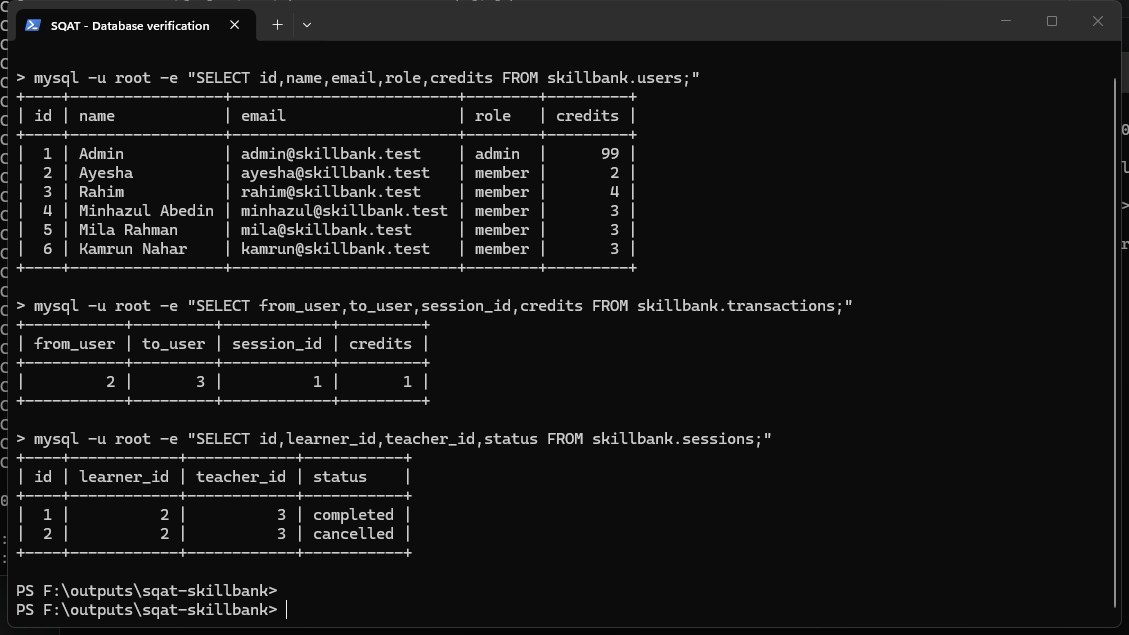 SQAT - Database verification
> mysql -u root -e "SELECT id,name,email,role,credits FROM skillbank.users;"
+----+----------------+-------------------------+--------+---------+
| id | name           | email                   | role   | credits |
+----+----------------+-------------------------+--------+---------+
|  1 | Admin          | admin@skillbank.test    | admin  |      99 |
|  2 | Ayesha         | ayesha@skillbank.test   | member |       2 |
|  3 | Rahim          | rahim@skillbank.test    | member |       4 |
|  4 | Minhazul Abedin | minhazul@skillbank.test | member |       3 |
|  5 | Mila Rahman    | mila@skillbank.test     | member |       3 |
|  6 | Kamrun Nahar   | kamrun@skillbank.test   | member |       3 |
+----+----------------+-------------------------+--------+---------+
> mysql -u root -e "SELECT from_user,to_user,session_id,credits FROM skillbank.transactions;"
+-----------+---------+------------+---------+
| from_user | to_user | session_id | credits |
+-----------+---------+------------+---------+
|         2 |       3 |          1 |       1 |
+-----------+---------+------------+---------+
> mysql -u root -e "SELECT id,learner_id,teacher_id,status FROM skillbank.sessions;"
+----+------------+------------+-----------+
| id | learner_id | teacher_id | status    |
+----+------------+------------+-----------+
|  1 |          2 |          3 | completed |
|  2 |          2 |          3 | cancelled |
+----+------------+------------+-----------+
PS F:\outputs\sqat-skillbank>
PS F:\outputs\sqat-skillbank>